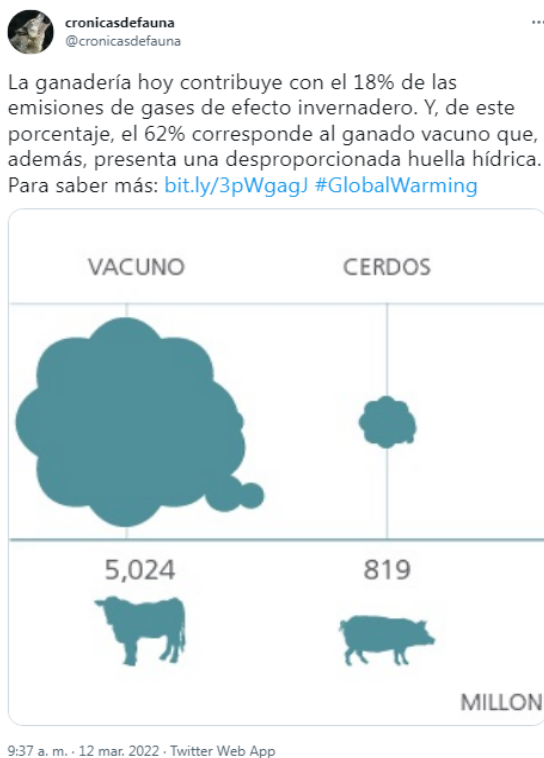 cronicasdefauna
@cronicasdefauna
La ganadería hoy contribuye con el 18% de las
emisiones de gases de efecto invernadero. Y, de este
porcentaje, el 62% corresponde al ganado vacuno que,
además, presenta una desproporcionada huella hídrica.
Para saber más: bit.ly/3pWgagJ #GlobalWarming
VACUNO CERDOS
5,024 819
MILLON
9:37 a. m. · 12 mar. 2022 · Twitter Web App